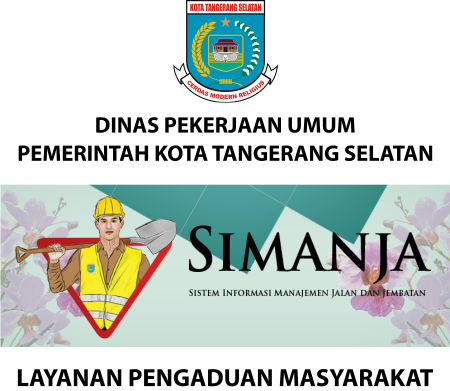 KOTA TANGERANG SELATAN
CERDAS MODERN RELIGIUS
DINAS PEKERJAAN UMUM
PEMERINTAH KOTA TANGERANG SELATAN
SIMANJA
SISTEM INFORMASI MANAJEMEN JALAN DAN JEMBATAN
LAYANAN PENGADUAN MASYARAKAT